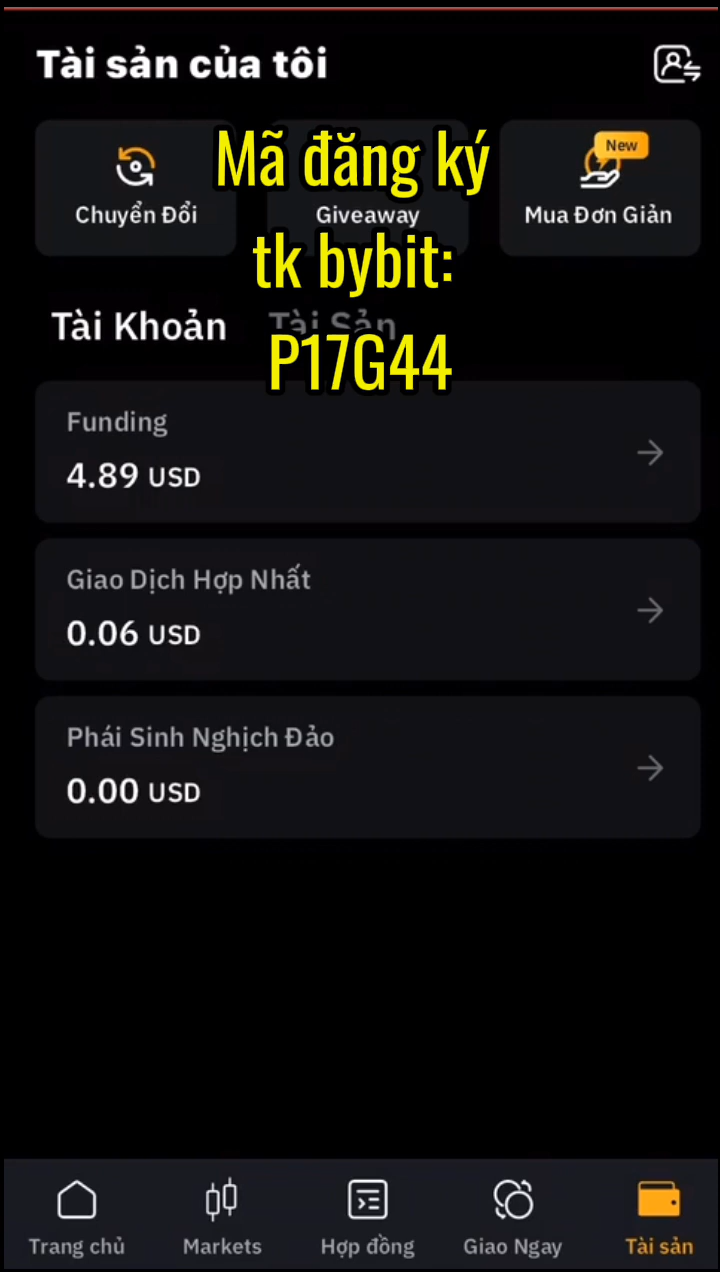 Tài sản của tôi
Mã đăng ký
tk bybit:
P17G44
New
Chuyển Đổi
Giveaway
Mua Đơn Giản
Tài Khoản
Tài Sản
Funding
4.89 USD
Giao Dịch Hợp Nhất
0.06 USD
Phái Sinh Nghịch Đảo
0.00 USD
Trang chủ
Markets
Hợp đồng
Giao Ngay
Tài sản